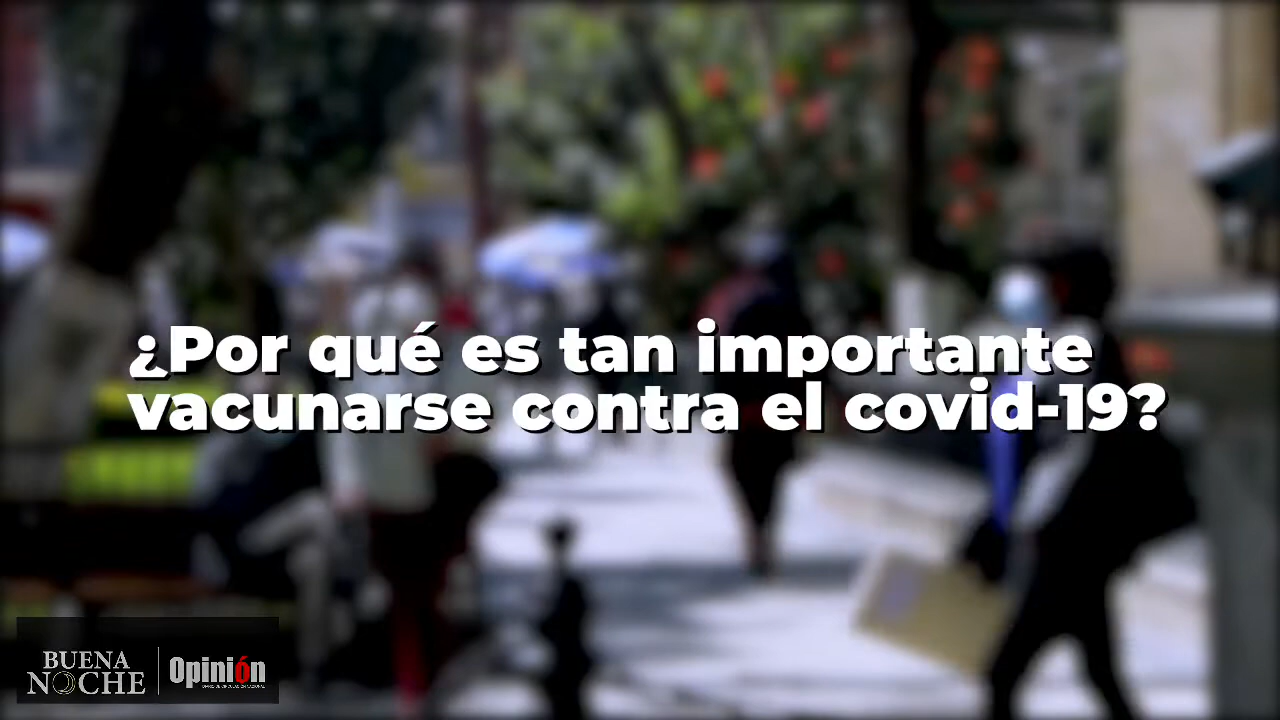 ¿Por qué es tan importante
vacunarse contra el covid-19?
BUENA
NOCHE
Opinión